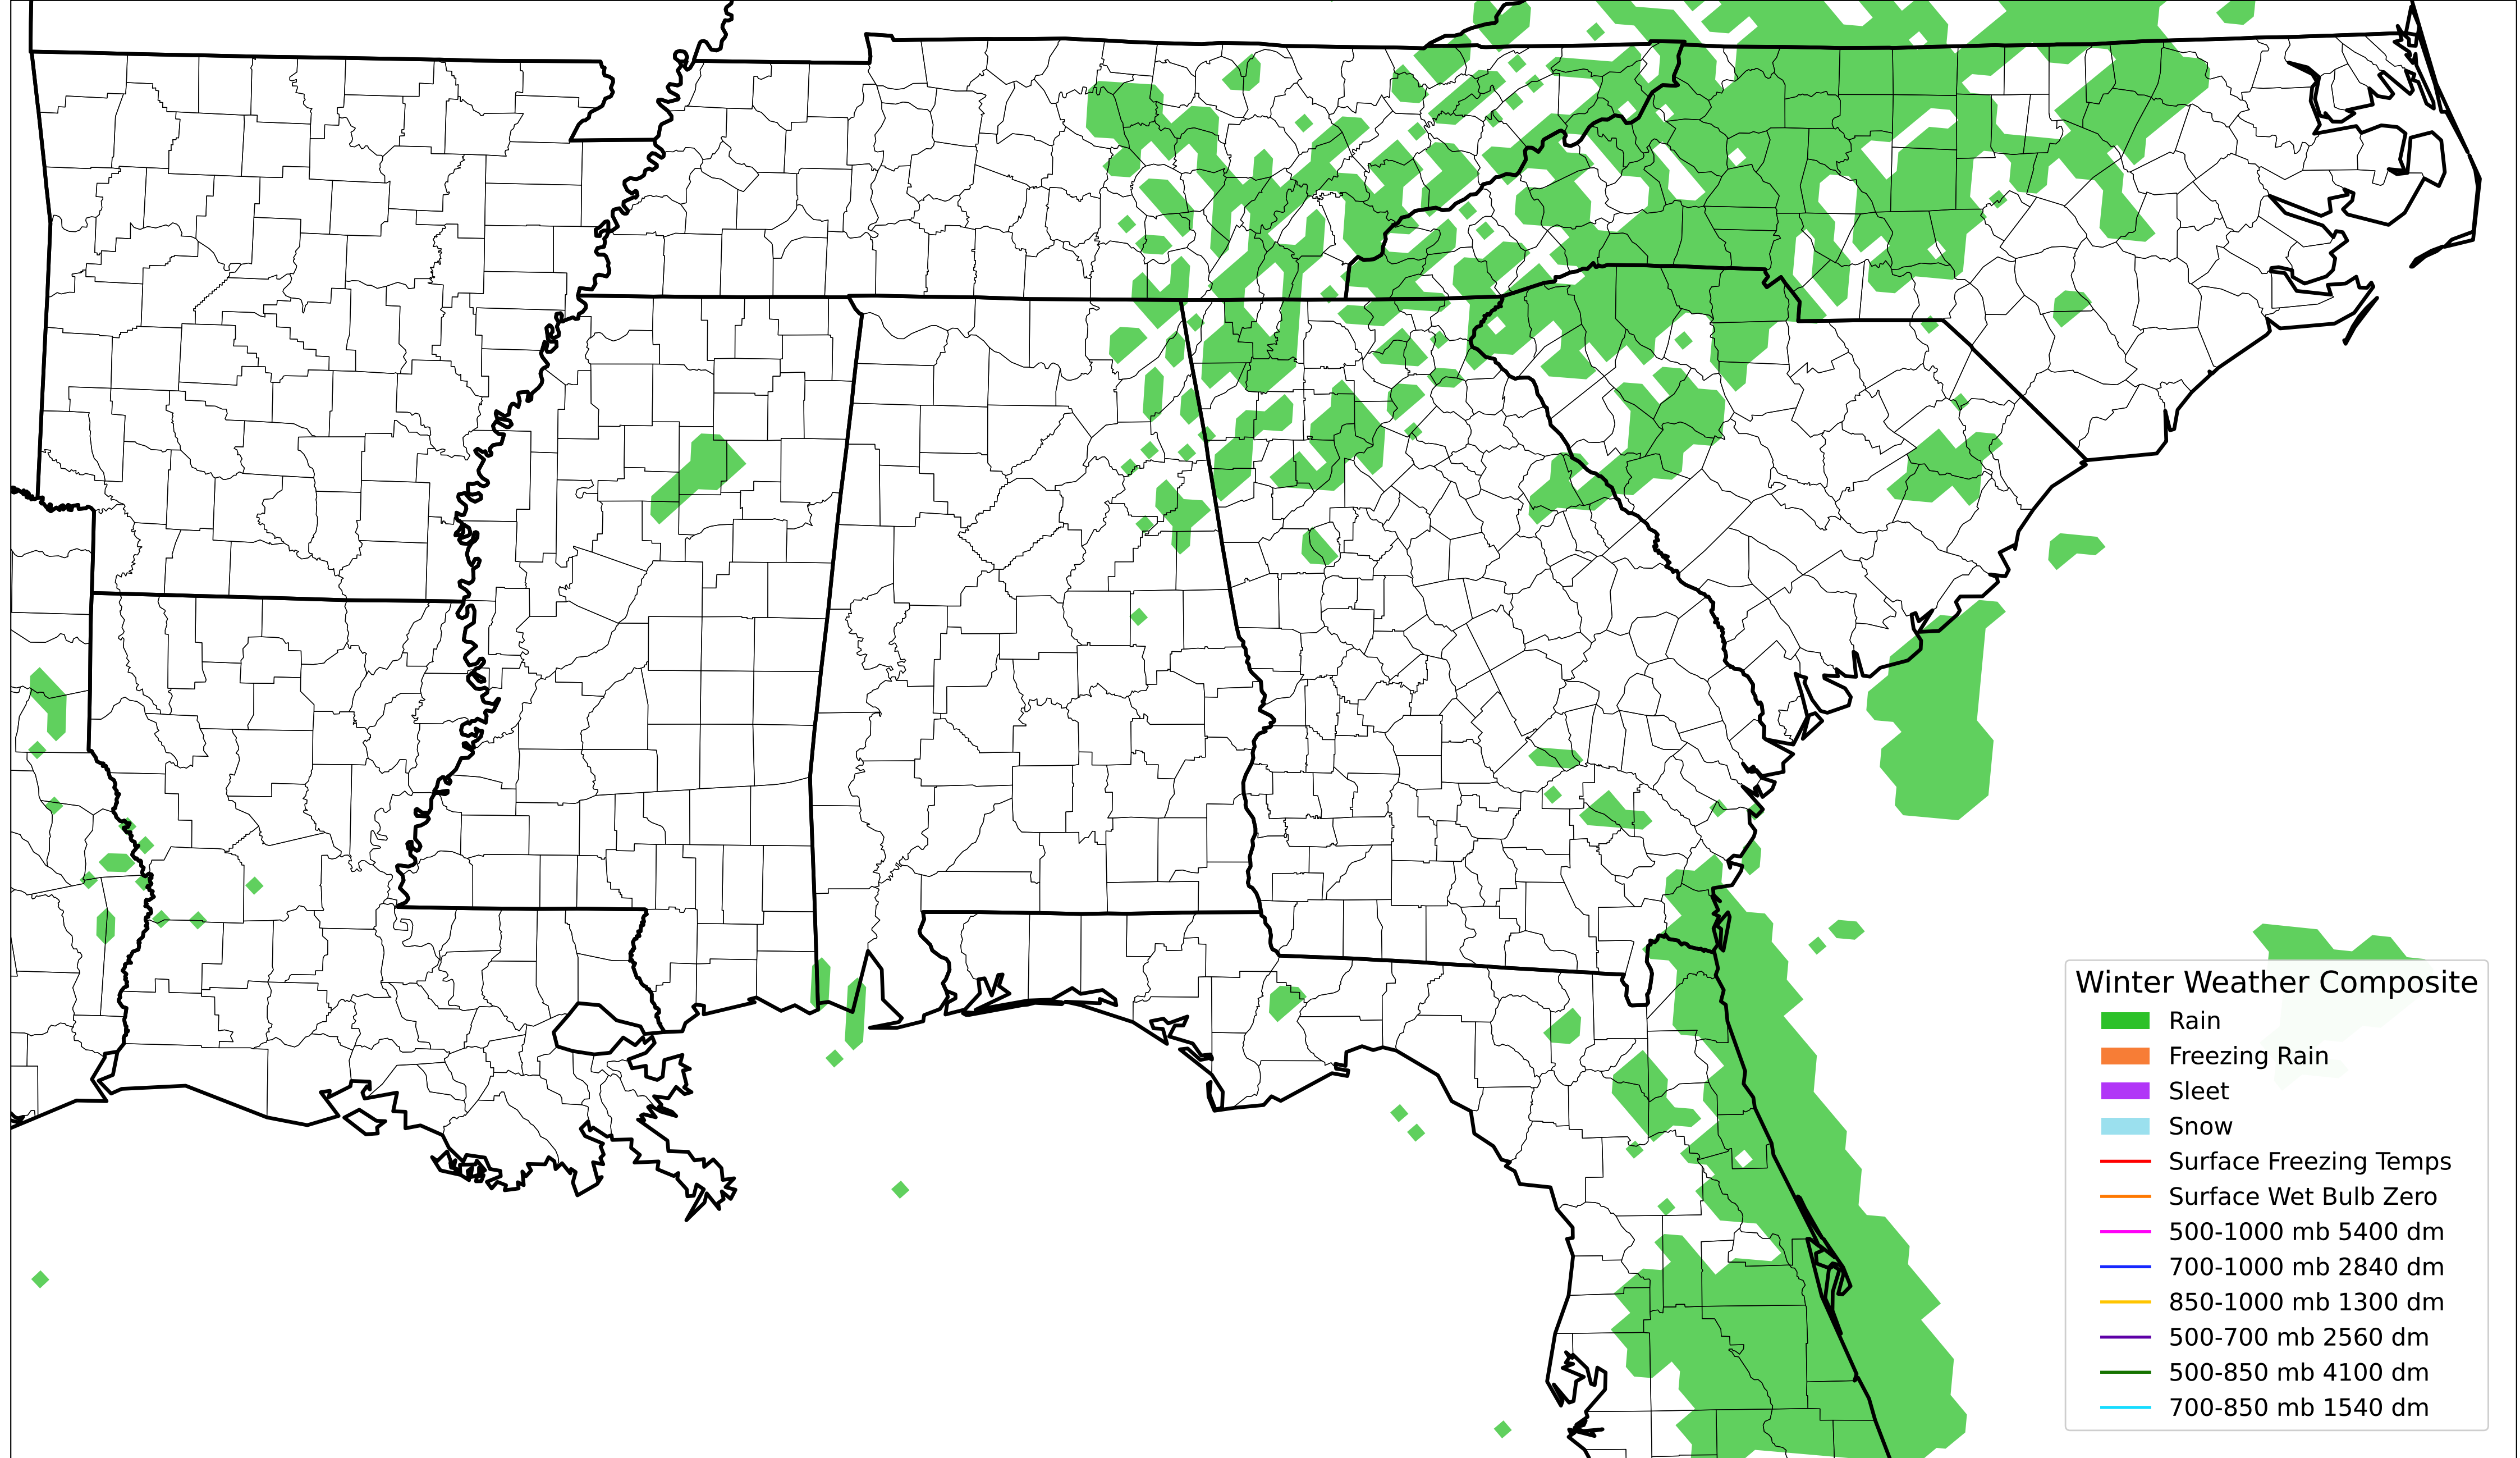 Winter Weather Composite
Rain
Freezing Rain
Sleet
Snow
Surface Freezing Temps
Surface Wet Bulb Zero
500-1000 mb 5400 dm
700-1000 mb 2840 dm
850-1000 mb 1300 dm
500-700 mb 2560 dm
500-850 mb 4100 dm
700-850 mb 1540 dm